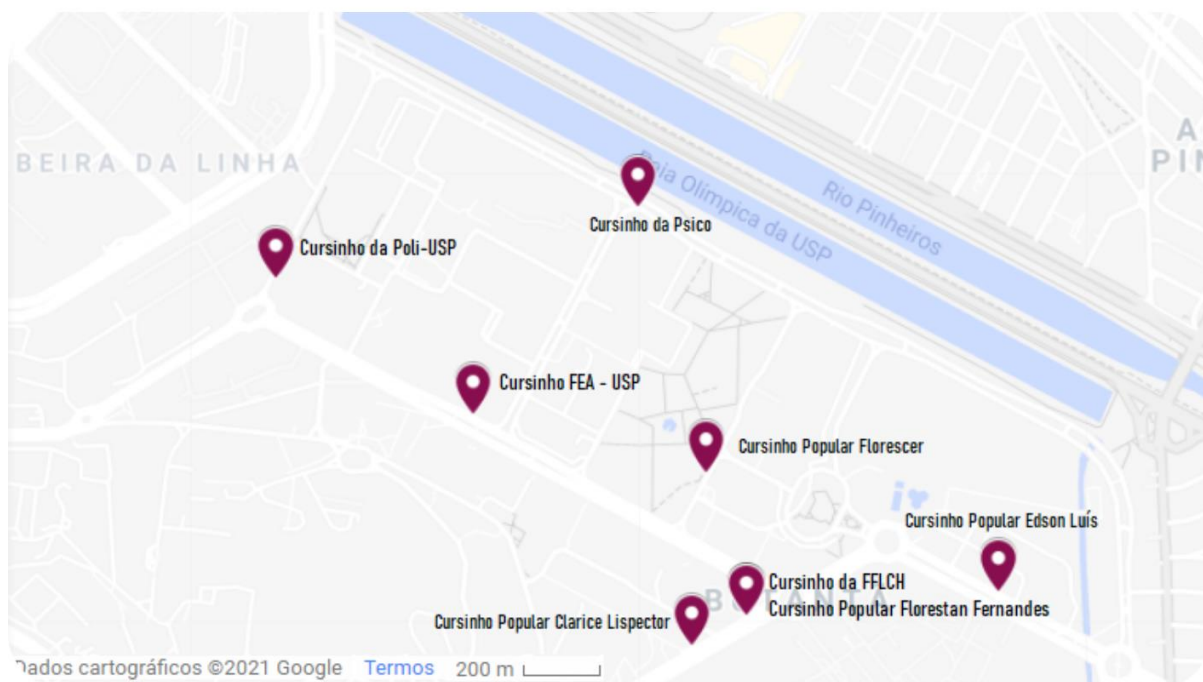 BEIRA DA LINHA
A
PIN
Raia Olímpica da USP
Rio Pinheiros
Cursinho da Psico
Cursinho da Poli-USP
Cursinho FEA - USP
Cursinho Popular Florescer
Cursinho Popular Edson Luís
Cursinho da FFLCH
BUTANTÃ
Cursinho Popular Florestan Fernandes
Cursinho Popular Clarice Lispector
Dados cartográficos ©2021 Google Termos 200 m